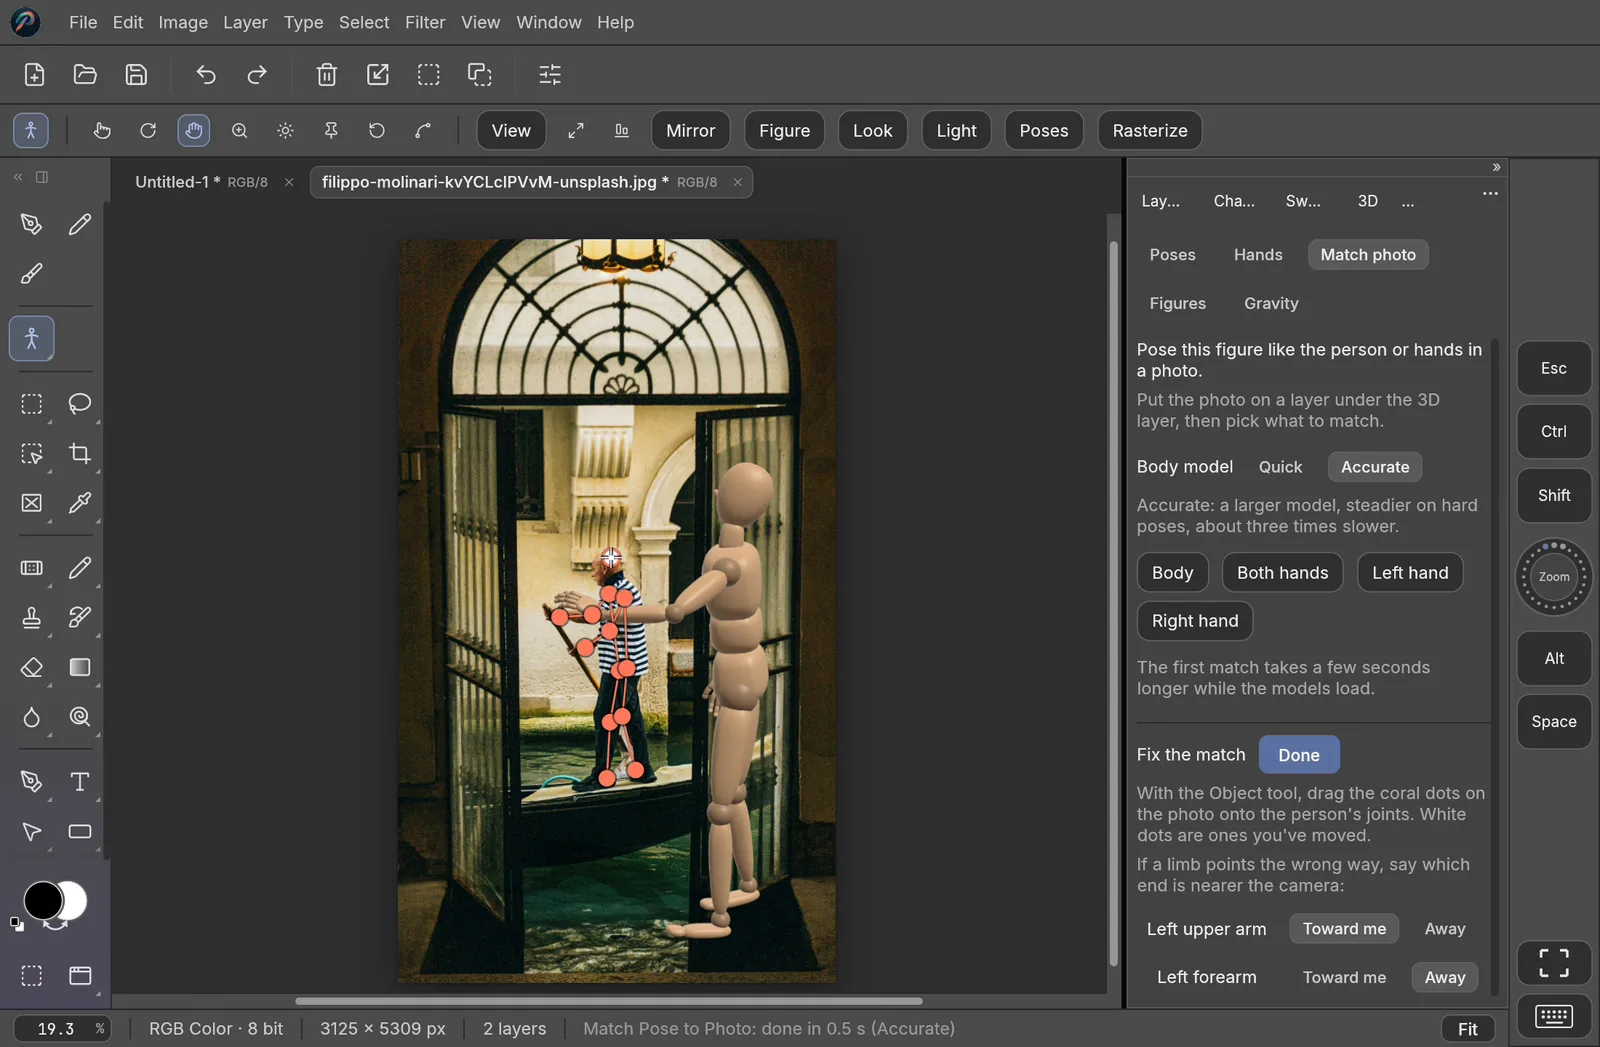 File Edit Image Layer Type Select Filter View Window Help
View Mirror Figure Look Light Poses Rasterize
Untitled-1 * RGB/8 × filippo-molinari-kvYCLclPVvM-unsplash.jpg * RGB/8 ×
Lay... Cha... Sw... 3D ...
Poses Hands Match photo
Figures Gravity
Pose this figure like the person or hands in
a photo.
Put the photo on a layer under the 3D
layer, then pick what to match.
Body model Quick Accurate
Accurate: a larger model, steadier on hard
poses, about three times slower.
Body Both hands Left hand
Right hand
The first match takes a few seconds
longer while the models load.
Fix the match Done
With the Object tool, drag the coral dots on
the photo onto the person's joints. White
dots are ones you've moved.
If a limb points the wrong way, say which
end is nearer the camera:
Left upper arm Toward me Away
Left forearm Toward me Away
Esc
Ctrl
Shift
Zoom
Alt
Space
19.3 % RGB Color · 8 bit 3125 × 5309 px 2 layers Match Pose to Photo: done in 0.5 s (Accurate) Fit